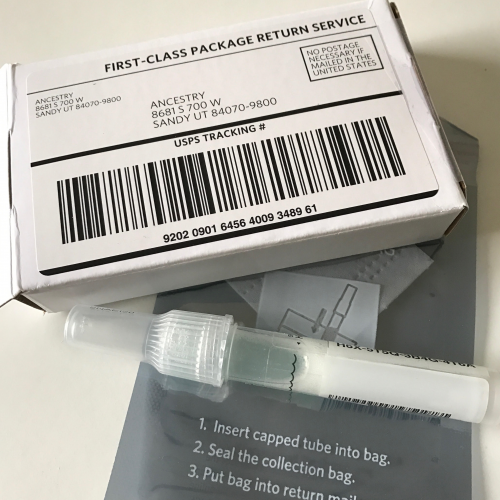 FIRST-CLASS PACKAGE RETURN SERVICE
NO POSTAGE
NECESSARY IF
MAILED IN THE
UNITED STATES
ANCESTRY
8681 S 700 W
SANDY UT 84070-9800
ANCESTRY
8681 S 700 W
SANDY UT 84070-9800
USPS TRACKING #
9202 0901 6456 4009 3489 61
1. Insert capped tube into bag.
2. Seal the collection bag.
3. Put bag into return